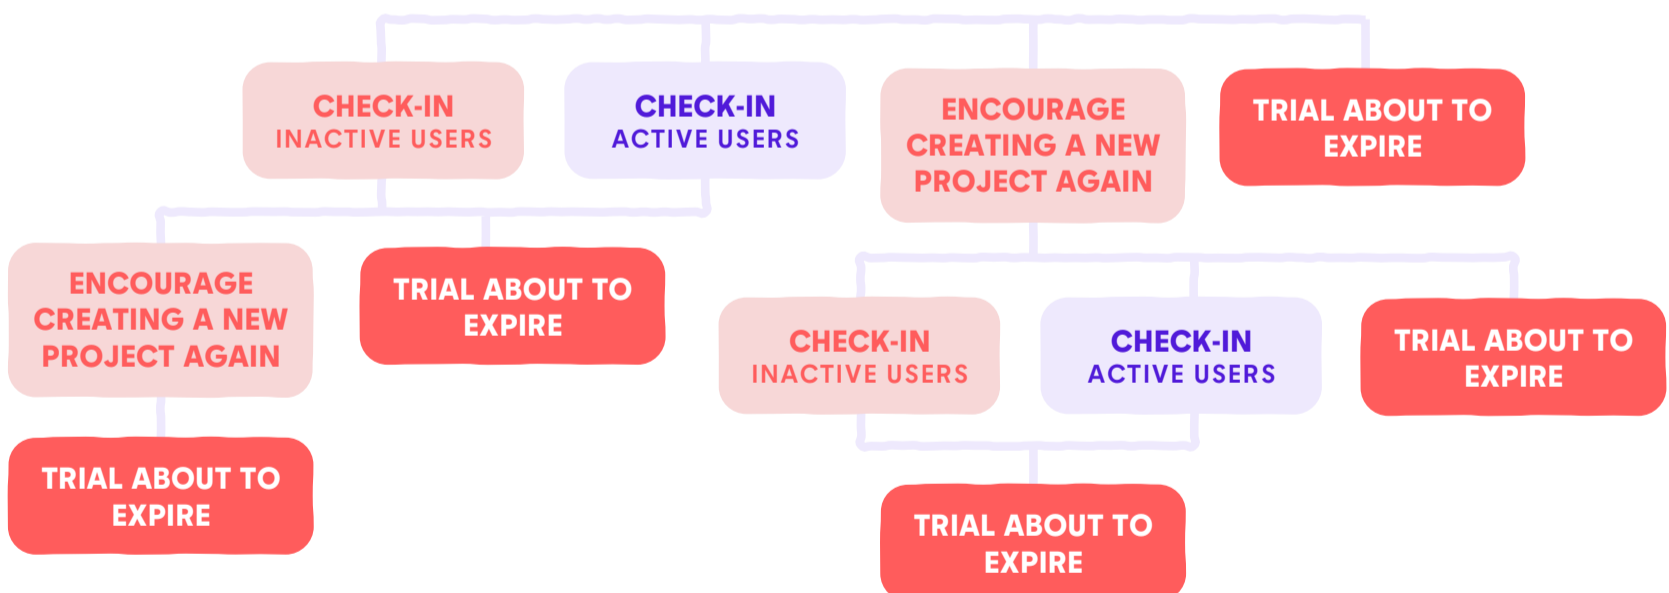 CHECK-IN
INACTIVE USERS
CHECK-IN
ACTIVE USERS
ENCOURAGE
CREATING A NEW
PROJECT AGAIN
TRIAL ABOUT TO
EXPIRE
ENCOURAGE
CREATING A NEW
PROJECT AGAIN
TRIAL ABOUT TO
EXPIRE
CHECK-IN
INACTIVE USERS
CHECK-IN
ACTIVE USERS
TRIAL ABOUT TO
EXPIRE
TRIAL ABOUT TO
EXPIRE
TRIAL ABOUT TO
EXPIRE